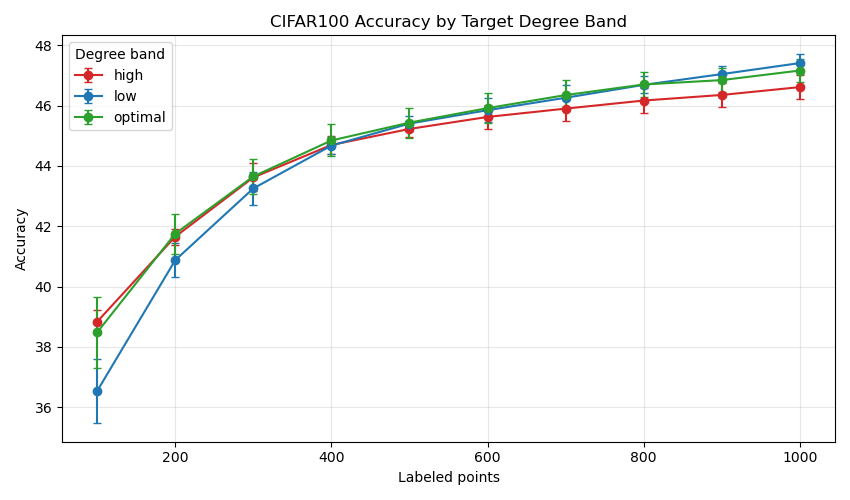 CIFAR100 Accuracy by Target Degree Band
Degree band
high
low
optimal
Accuracy
48
46
44
42
40
38
36
200 400 600 800 1000
Labeled points